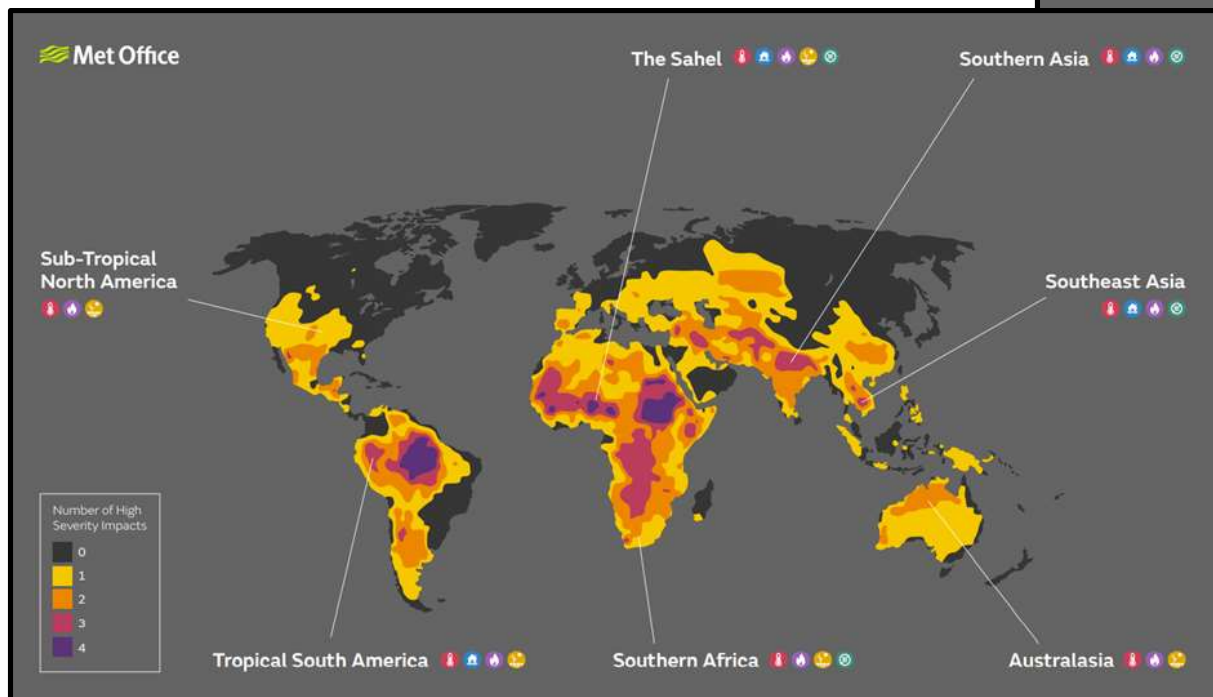 Met Office
The Sahel
Southern Asia
Sub-Tropical
North America
Southeast Asia
Number of High
Severity Impacts
0
1
2
3
4
Tropical South America
Southern Africa
Australasia